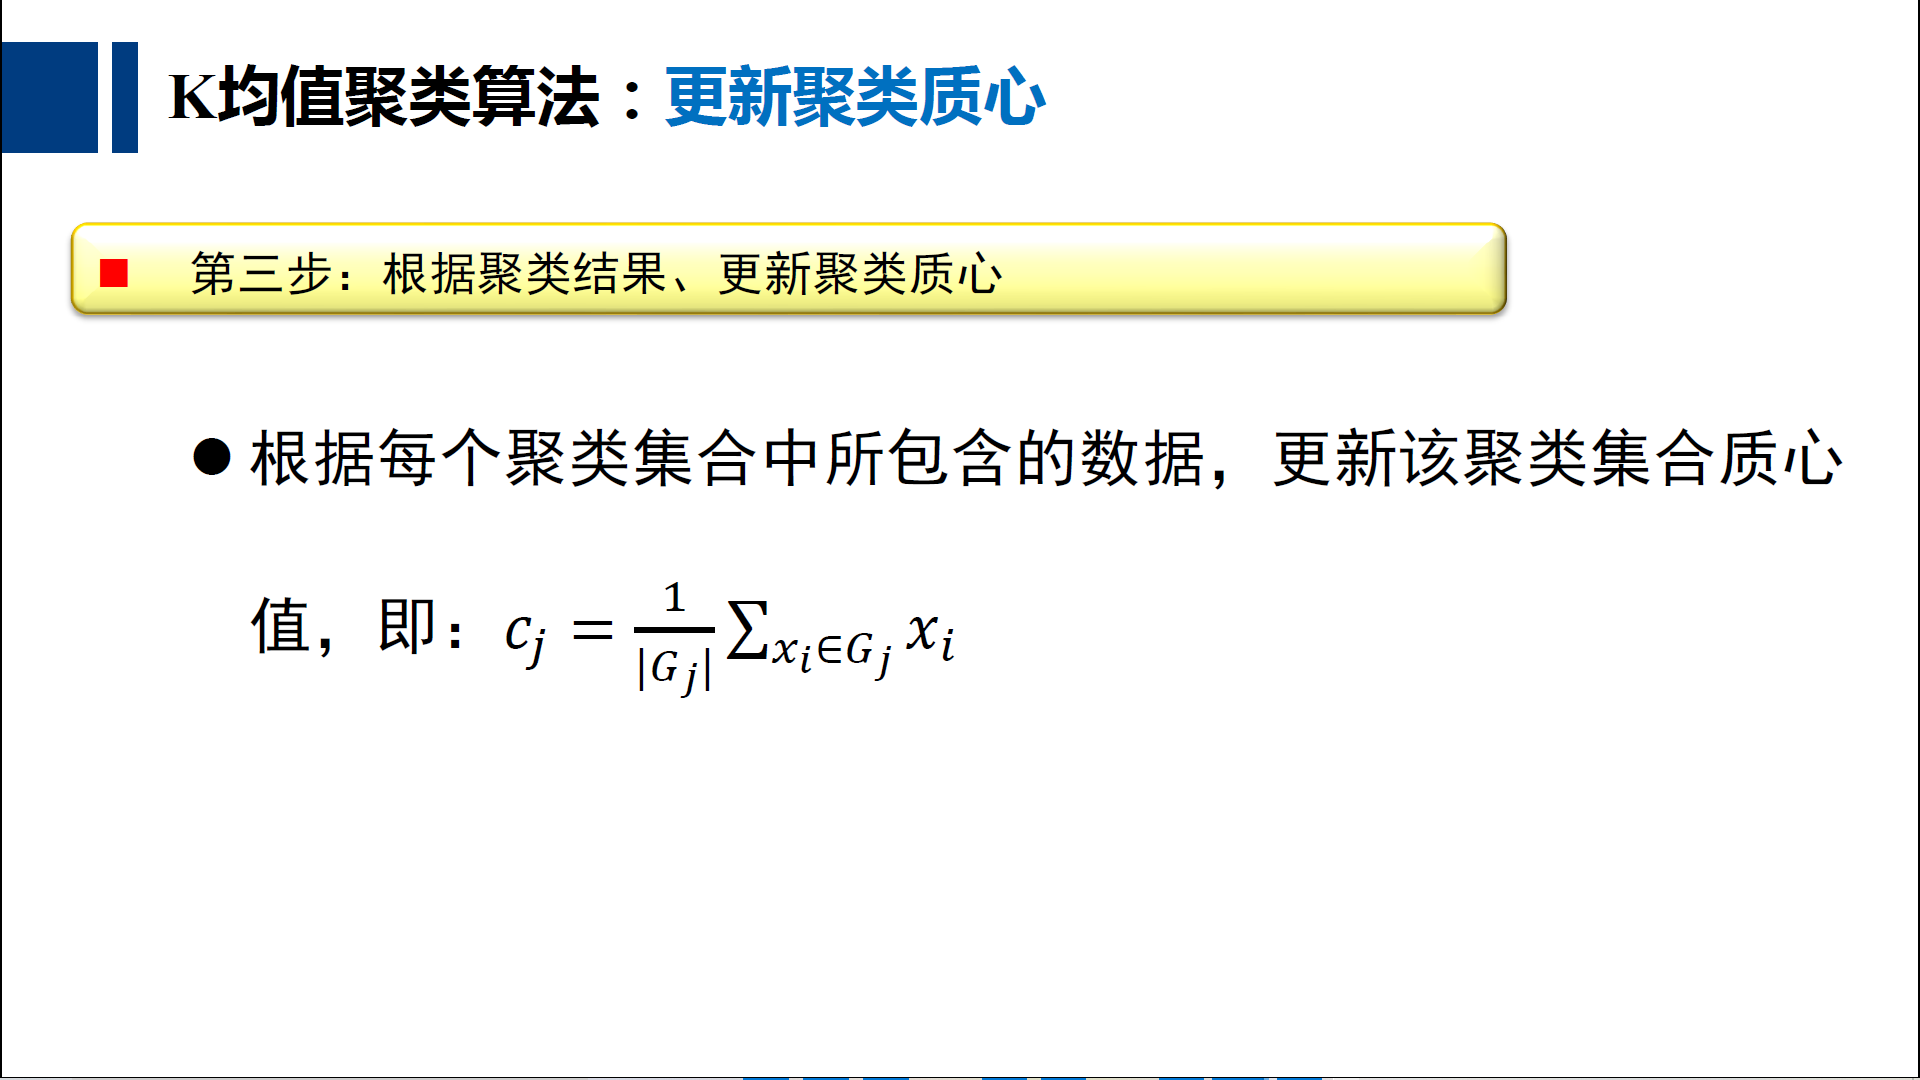 K均值聚类算法：更新聚类质心
第三步：根据聚类结果、更新聚类质心
根据每个聚类集合中所包含的数据，更新该聚类集合质心
值，即：$c_j = \frac{1}{|G_j|} \sum_{x_i \in G_j} x_i$